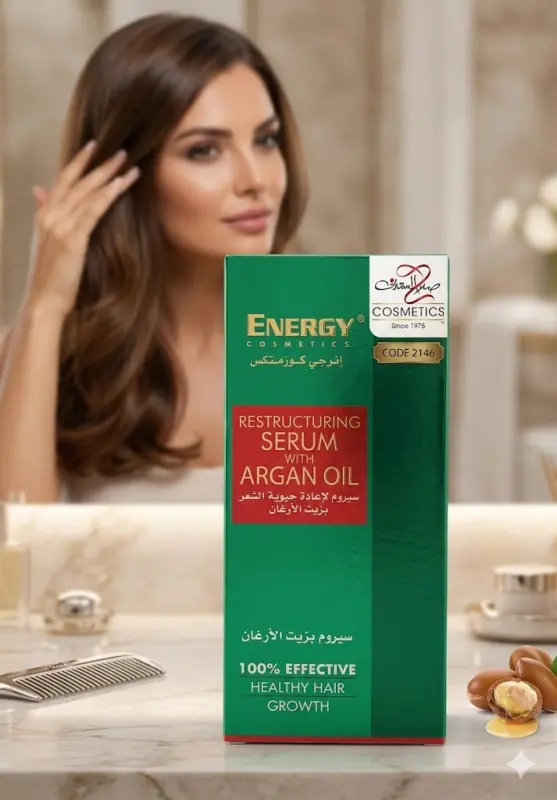 COSMETICS
Since 1975
CODE 2146
ENERGY®
COSMETICS
إنرجي كوزمتكس
RESTRUCTURING
SERUM
WITH
ARGAN OIL
سيروم لإعادة حيوية الشعر
بزيت الأرغان
سيروم بزيت الأرغان
100% EFFECTIVE
HEALTHY HAIR
GROWTH